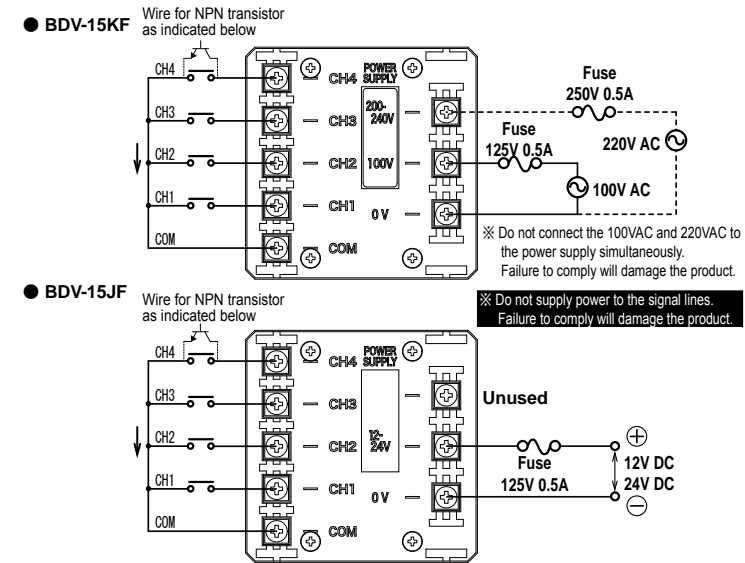 ● BDV-15KF
Wire for NPN transistor
as indicated below
CH4
CH3
CH2
CH1
COM
CH4
CH3
CH2
CH1
COM
POWER
SUPPLY
200-
240V
100V
0 V
Fuse
250V 0.5A
Fuse
125V 0.5A
220V AC
100V AC
※ Do not connect the 100VAC and 220VAC to
the power supply simultaneously.
Failure to comply will damage the product.
● BDV-15JF
Wire for NPN transistor
as indicated below
※ Do not supply power to the signal lines.
Failure to comply will damage the product.
CH4
CH3
CH2
CH1
COM
CH4
CH3
CH2
CH1
COM
POWER
SUPPLY
12-
24V
0 V
Unused
Fuse
125V 0.5A
⊕
12V DC
24V DC
⊖